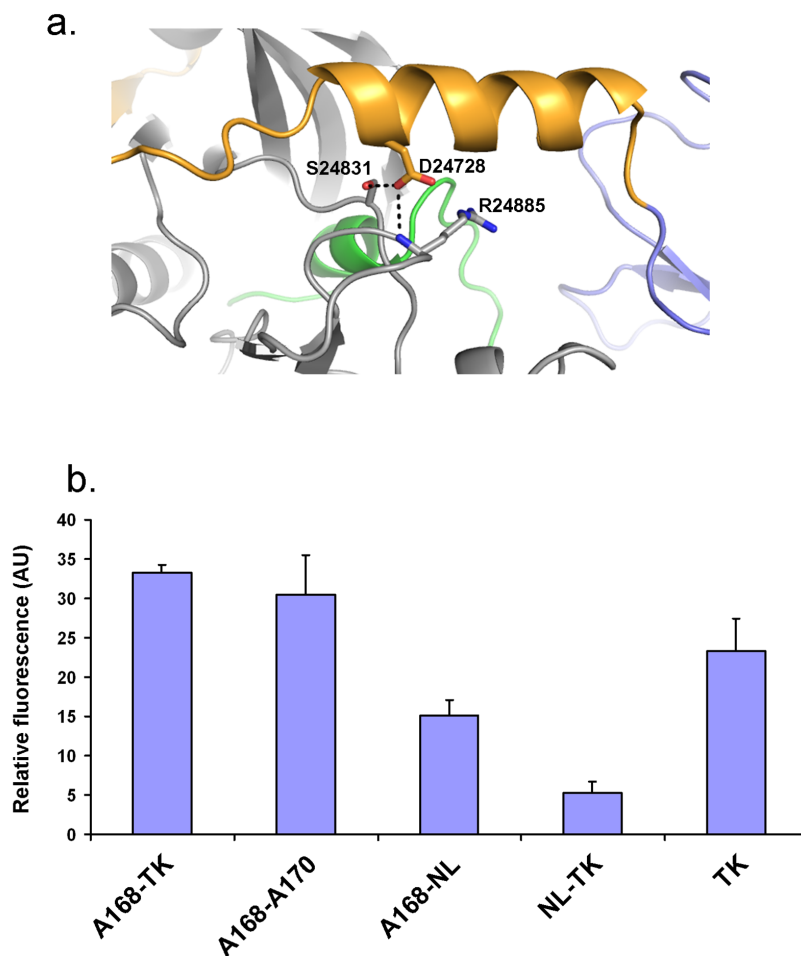 a.
S24831 D24728
R24885
b.
Relative fluorescence (AU)
40
35
30
25
20
15
10
5
0
A168-TK
A168-A170
A168-NL
NL-TK
TK